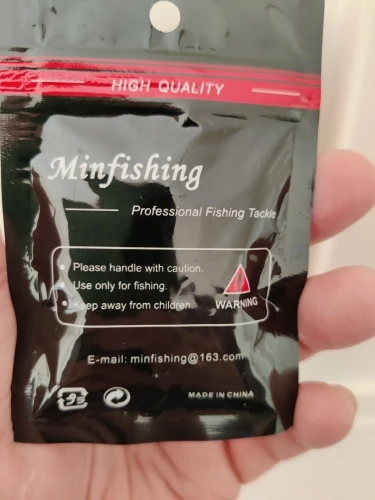 HIGH QUALITY
Minfishing
Professional Fishing Tackle
• Please handle with caution.
• Use only for fishing.
• Keep away from children.
WARNING
E-mail: minfishing@163.com
MADE IN CHINA